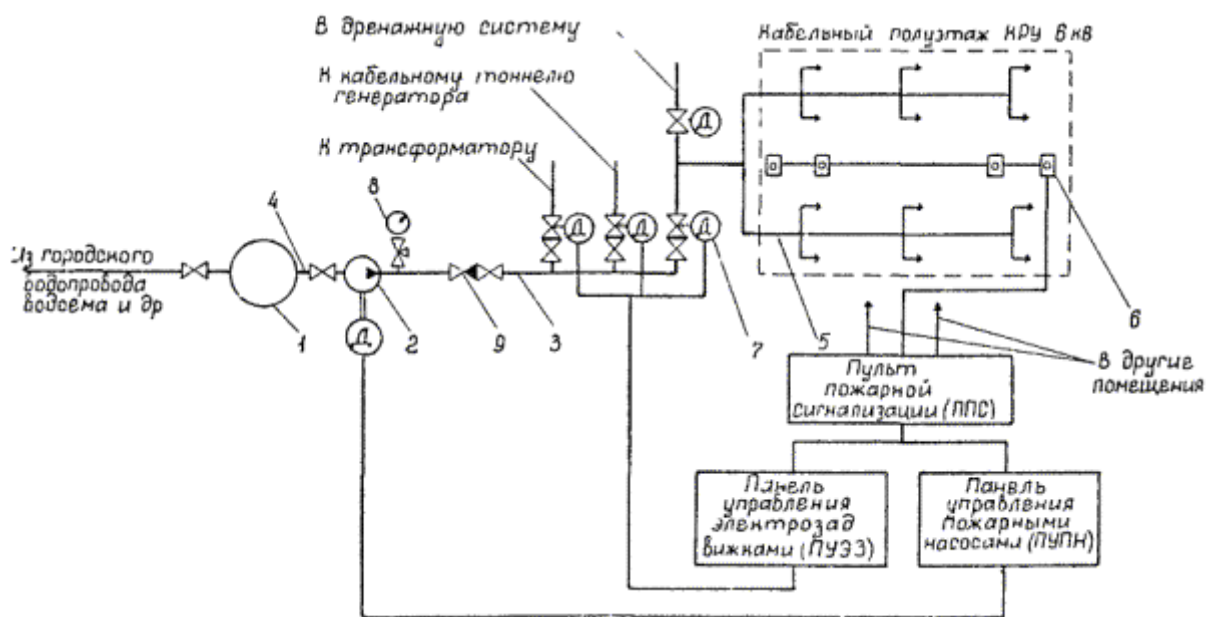 В дренажную систему
К кабельному тоннелю
генератора
К трансформатору
Кабельный полуэтаж КРУ 6 кв
Д
8
4
Д
Д
Д
Из городского
водопровода
водоема и др
1
Д
2
9
3
7
5
6
В другие
помещения
Пульт
пожарной
сигнализации (ППС)
Панель
управления
электрозад
вижками (ПУЭЗ)
Панель
управления
пожарными
насосами (ПУПН)